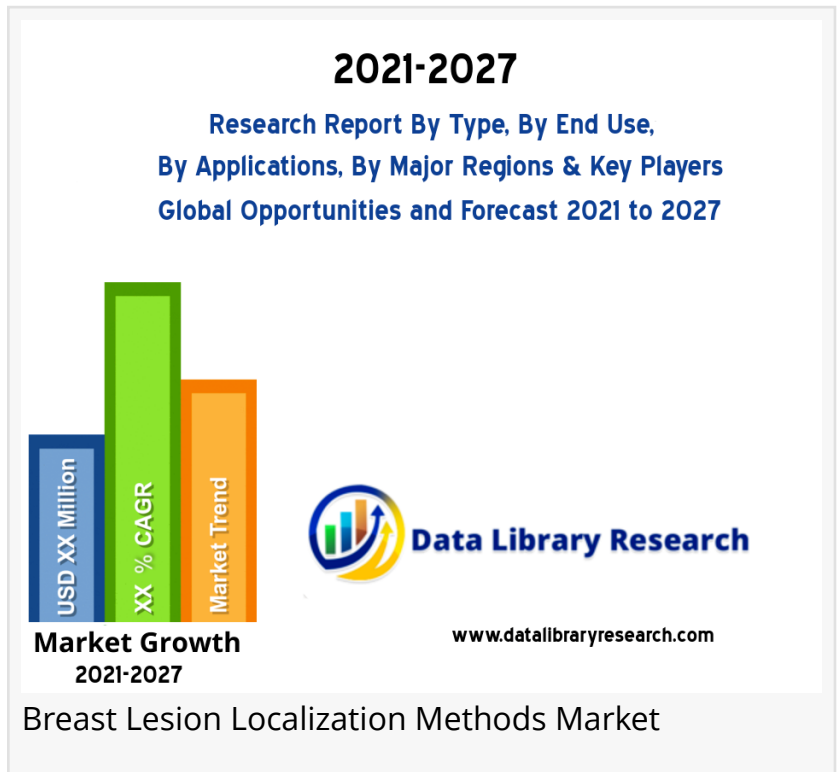 2021-2027
Research Report By Type, By End Use,
By Applications, By Major Regions & Key Players
Global Opportunities and Forecast 2021 to 2027
USD XX Million
XX % CAGR
Market Trend
Data Library Research
Market Growth
2021-2027
www.datalibraryresearch.com
Breast Lesion Localization Methods Market